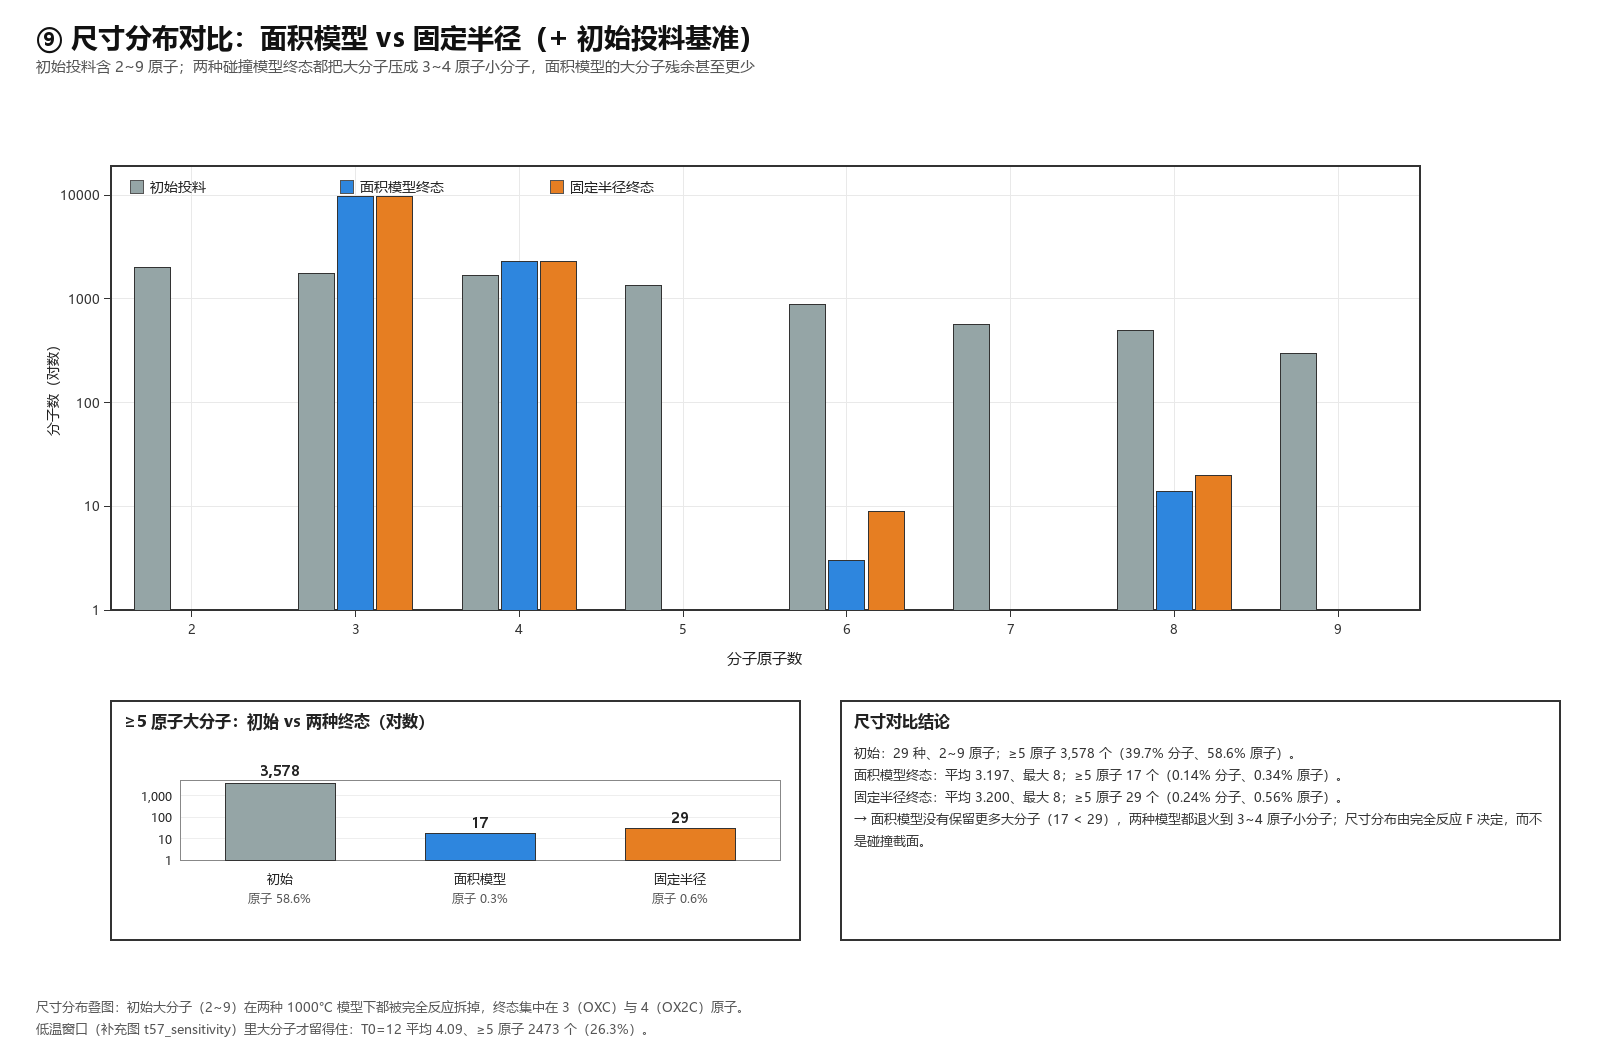 ⑨ 尺寸分布对比：面积模型 vs 固定半径（+ 初始投料基准）
初始投料含 2~9 原子；两种碰撞模型终态都把大分子压成 3~4 原子小分子，面积模型的大分子残余甚至更少
初始投料
面积模型终态
固定半径终态
10000
1000
100
10
1
分子数（对数）
2
3
4
5
6
7
8
9
分子原子数
≥5 原子大分子：初始 vs 两种终态（对数）
3,578
17
29
1,000
100
10
1
初始
面积模型
固定半径
原子 58.6%
原子 0.3%
原子 0.6%
尺寸对比结论
初始：29 种、2~9 原子；≥5 原子 3,578 个（39.7% 分子、58.6% 原子）。
面积模型终态：平均 3.197、最大 8；≥5 原子 17 个（0.14% 分子、0.34% 原子）。
固定半径终态：平均 3.200、最大 8；≥5 原子 29 个（0.24% 分子、0.56% 原子）。
→ 面积模型没有保留更多大分子（17 < 29），两种模型都退火到 3~4 原子小分子；尺寸分布由完全反应 F 决定，而不
是碰撞截面。
尺寸分布叠图：初始大分子（2~9）在两种 1000°C 模型下都被完全反应拆掉，终态集中在 3（OXC）与 4（OX2C）原子。
低温窗口（补充图 t57_sensitivity）里大分子才留得住：T0=12 平均 4.09、≥5 原子 2473 个（26.3%）。